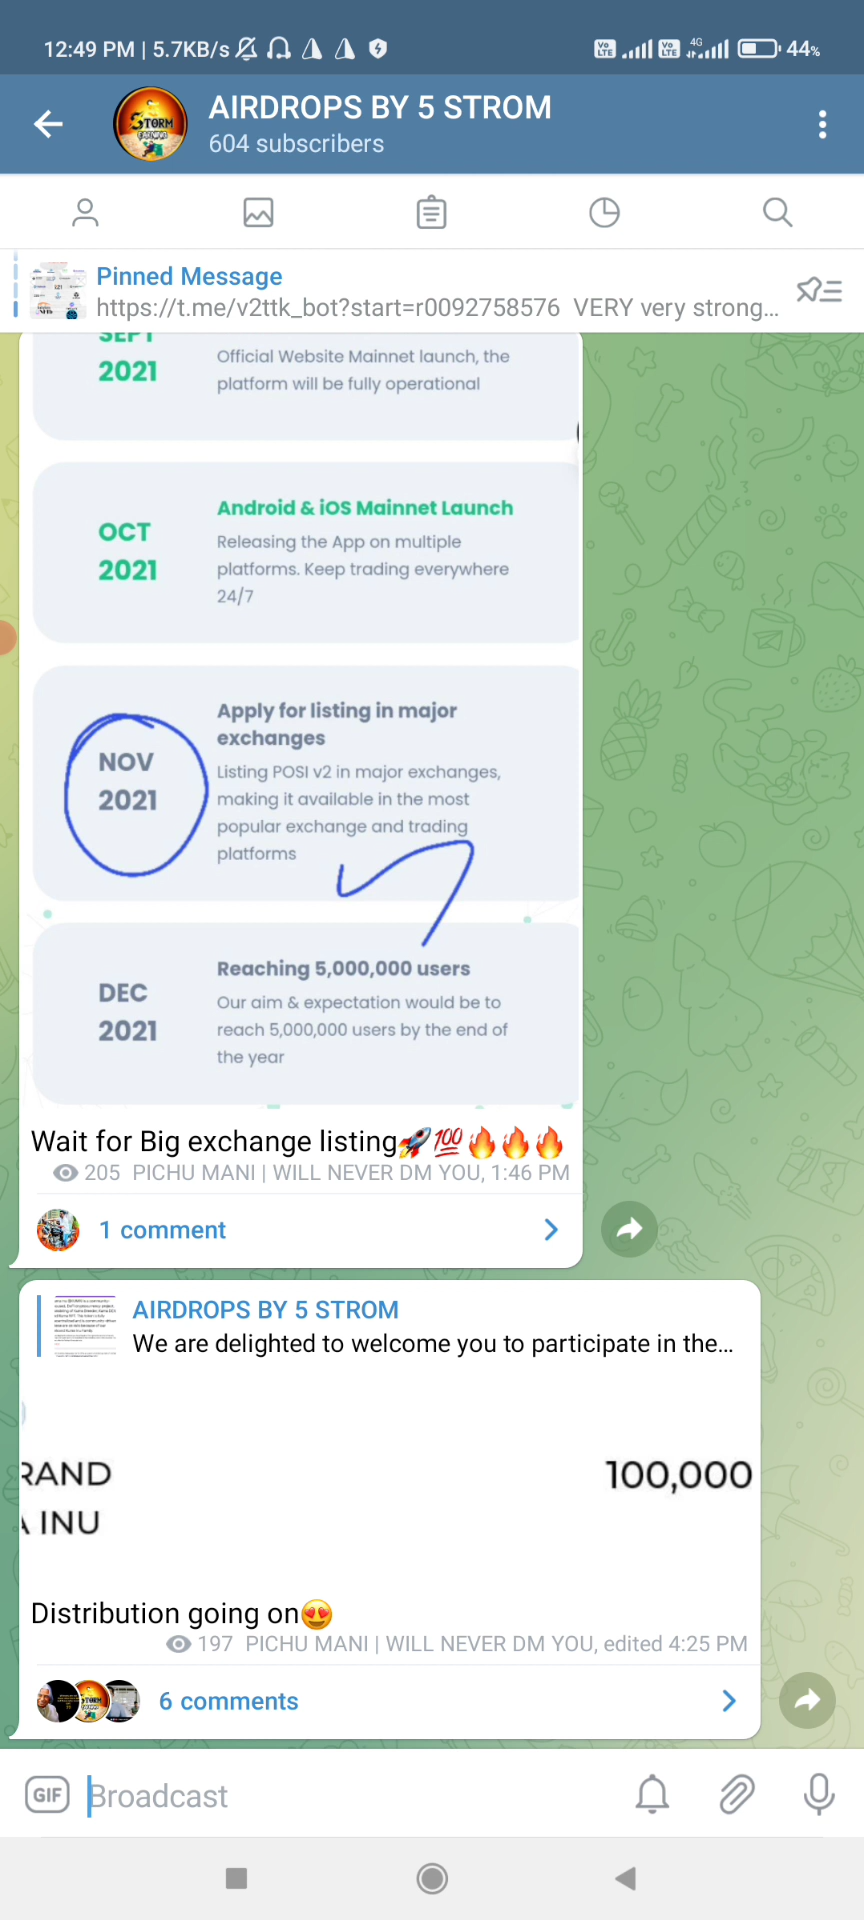 12:49 PM | 5.7KB/s
44%
AIRDROPS BY 5 STROM
604 subscribers
Pinned Message
https://t.me/v2ttk_bot?start=r0092758576 VERY very strong...
SEPT
2021
Official Website Mainnet launch, the
platform will be fully operational
OCT
2021
Android & iOS Mainnet Launch
Releasing the App on multiple
platforms. Keep trading everywhere
24/7
NOV
2021
Apply for listing in major
exchanges
Listing POSI v2 in major exchanges,
making it available in the most
popular exchange and trading
platforms
DEC
2021
Reaching 5,000,000 users
Our aim & expectation would be to
reach 5,000,000 users by the end of
the year
Wait for Big exchange listing🚀💯🔥🔥🔥
205 PICHU MANI | WILL NEVER DM YOU, 1:46 PM
1 comment
AIRDROPS BY 5 STROM
We are delighted to welcome you to participate in the...
RAND
A INU
100,000
Distribution going on😍
197 PICHU MANI | WILL NEVER DM YOU, edited 4:25 PM
6 comments
GIF
Broadcast